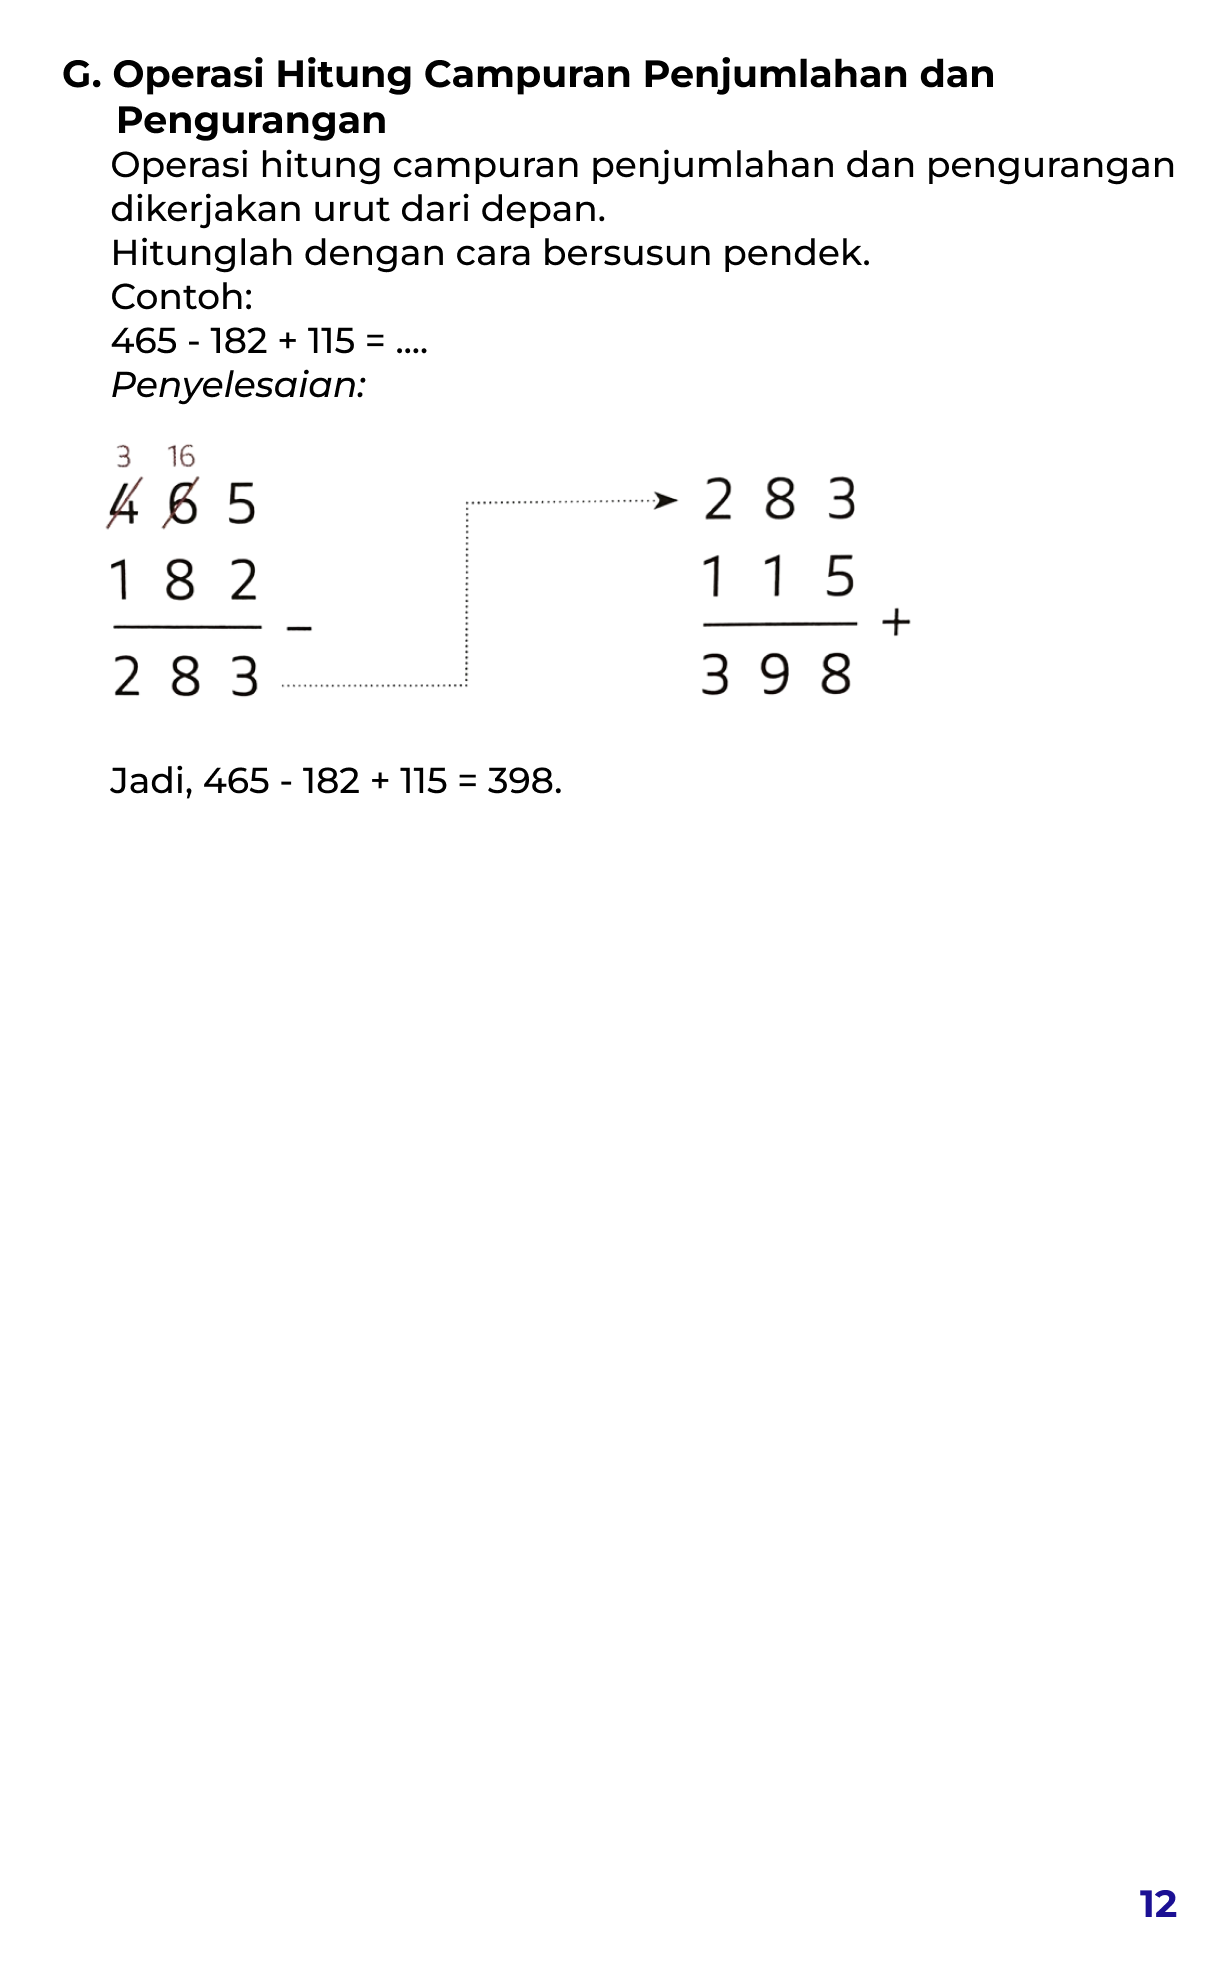 G. Operasi Hitung Campuran Penjumlahan dan
Pengurangan
Operasi hitung campuran penjumlahan dan pengurangan
dikerjakan urut dari depan.
Hitunglah dengan cara bersusun pendek.
Contoh:
465 - 182 + 115 = ....
Penyelesaian:
3 16
4 6 5
1 8 2
−
2 8 3
2 8 3
1 1 5
+
3 9 8
Jadi, 465 - 182 + 115 = 398.
12